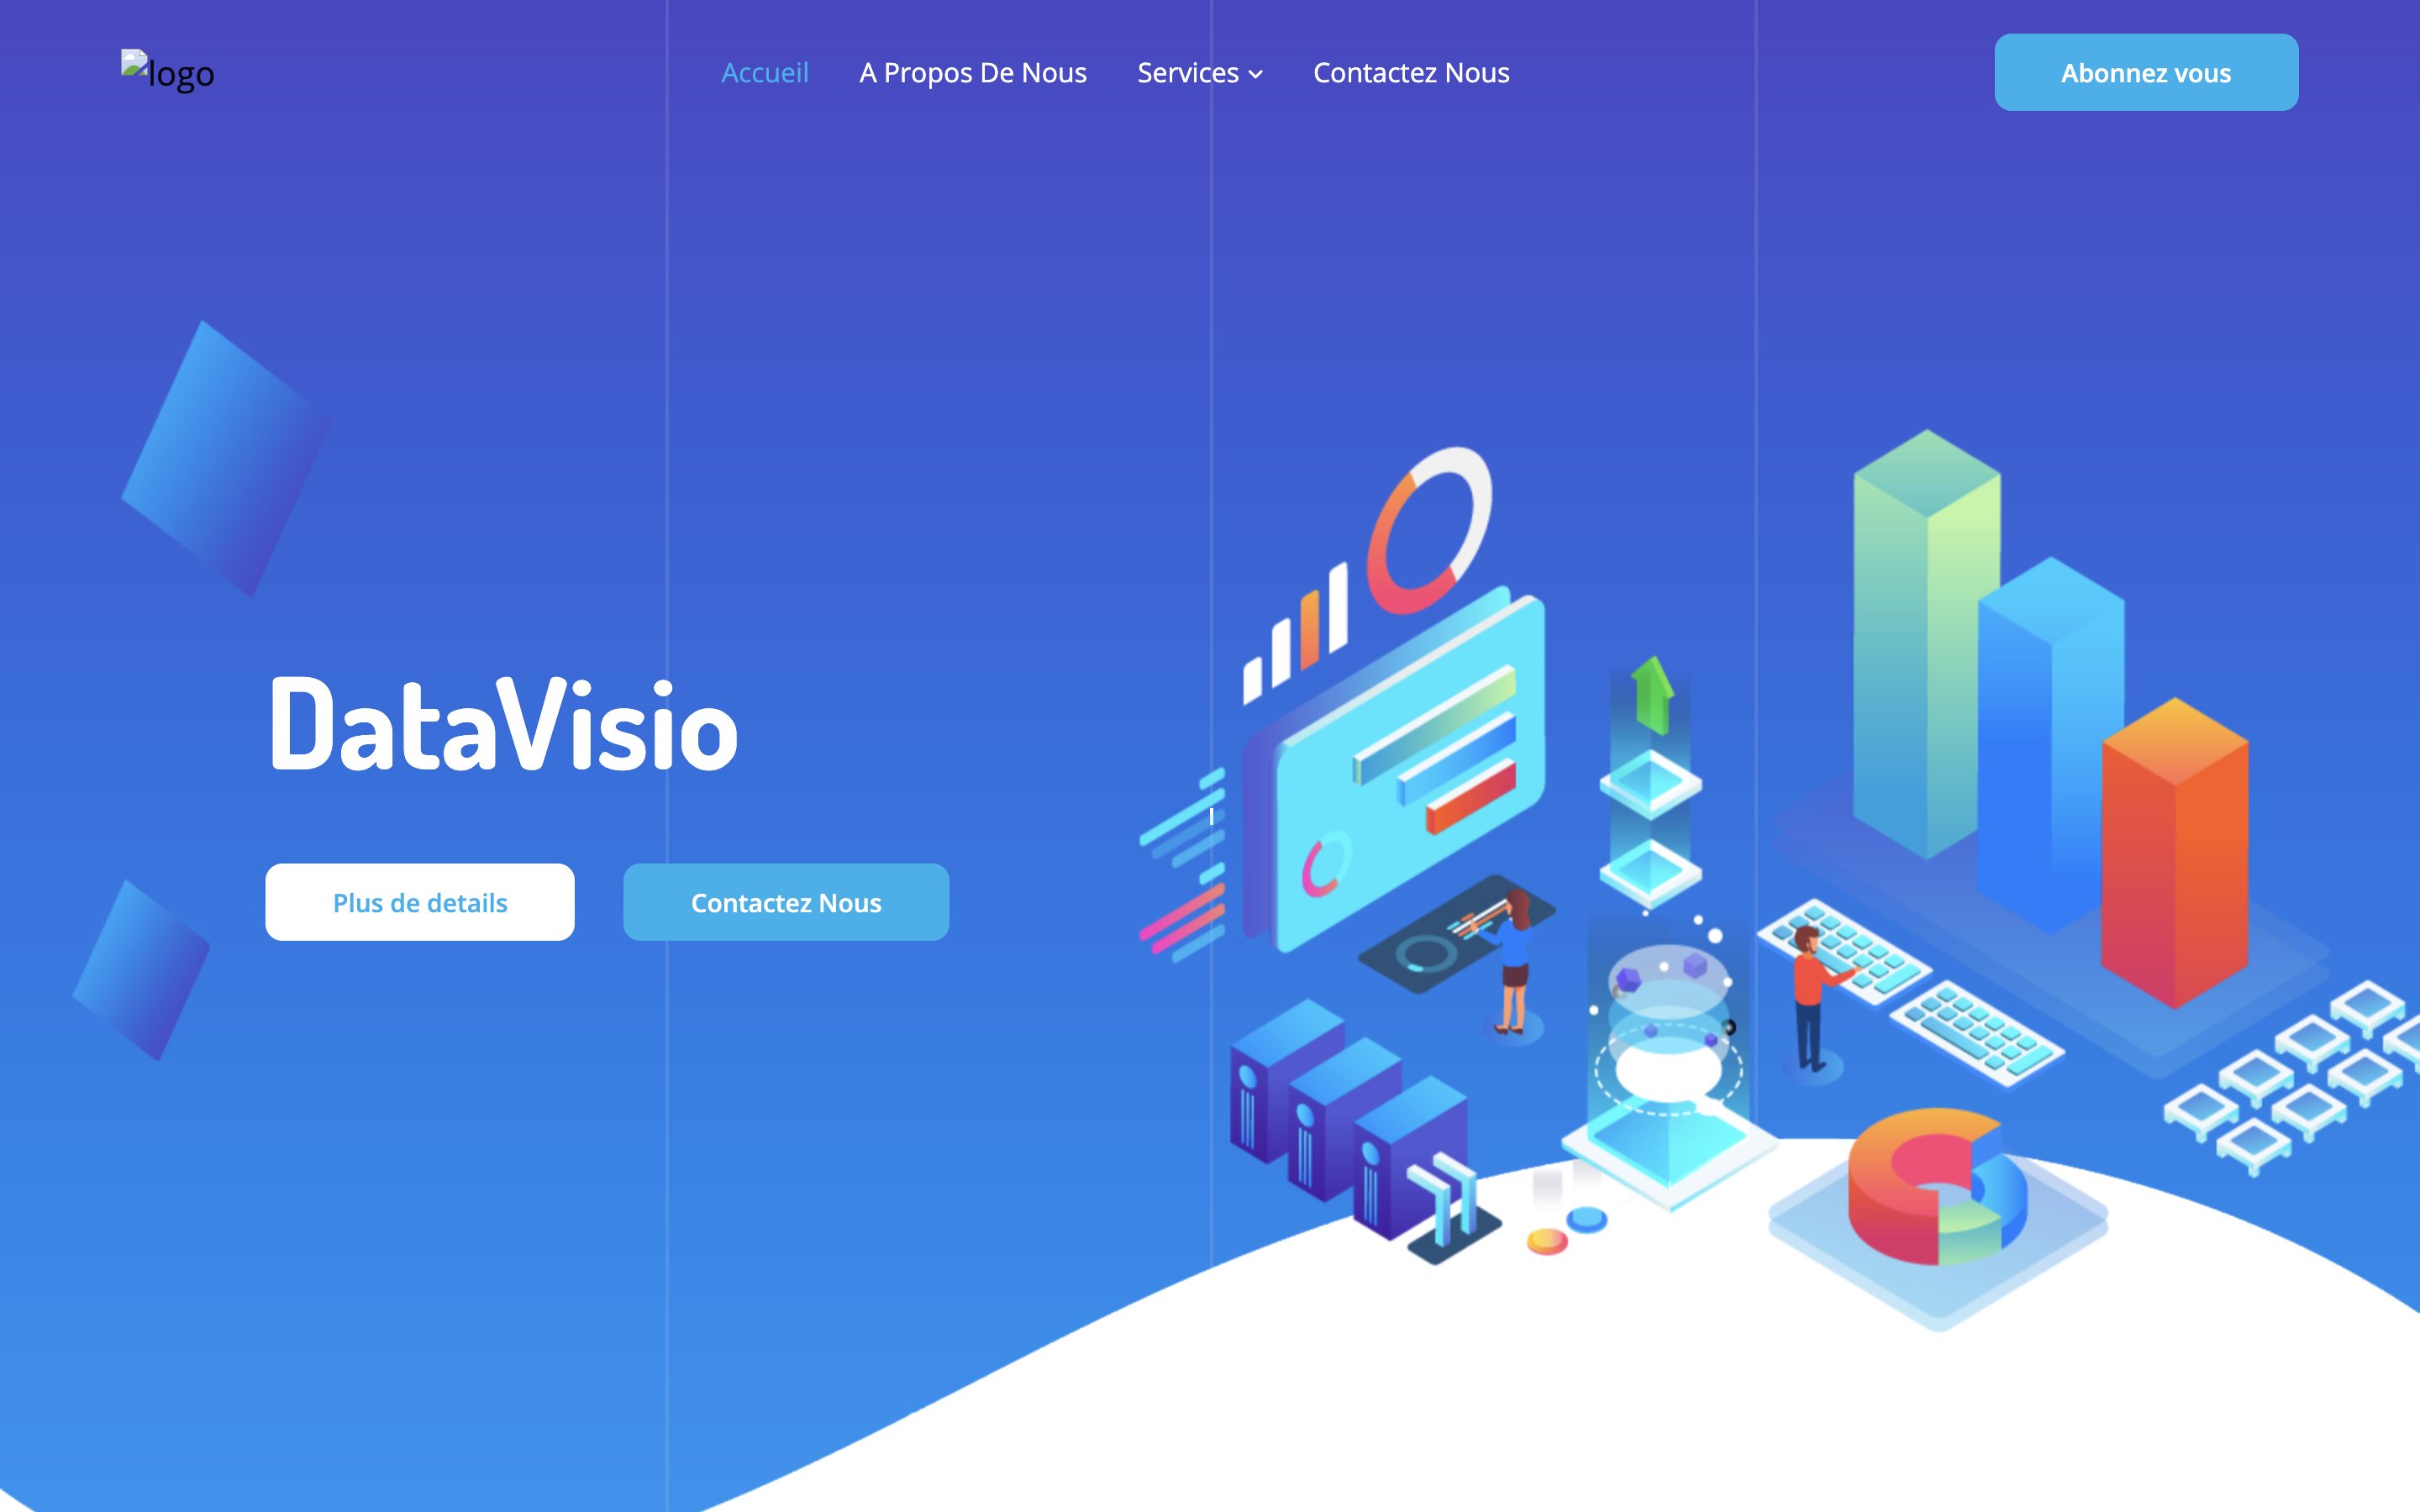 logo
Accueil
A Propos De Nous
Services
Contactez Nous
Abonnez vous
DataVisio
Plus de details
Contactez Nous